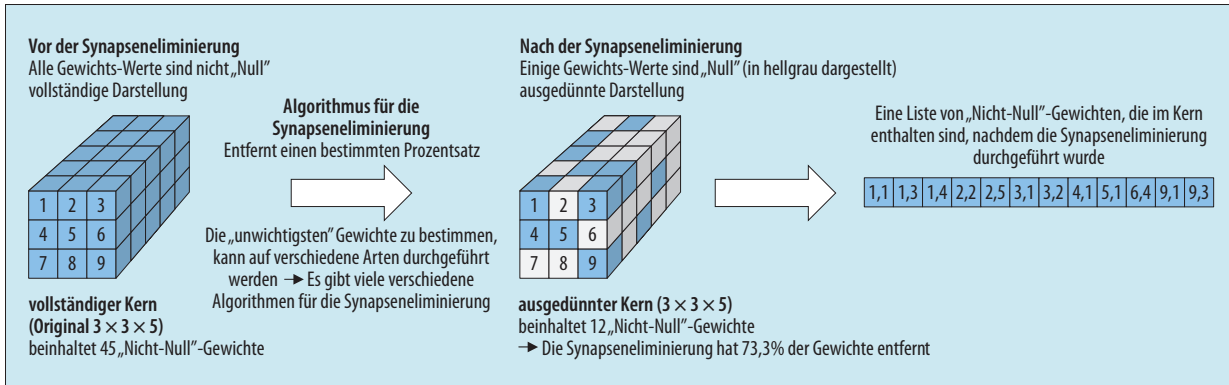 Vor der Synapseneliminierung
Alle Gewichts-Werte sind nicht „Null"
vollständige Darstellung
1 2 3
4 5 6
7 8 9
vollständiger Kern
(Original 3 × 3 × 5)
beinhaltet 45 „Nicht-Null"-Gewichte
Algorithmus für die
Synapseneliminierung
Entfernt einen bestimmten Prozentsatz
Die „unwichtigsten" Gewichte zu bestimmen,
kann auf verschiedene Arten durchgeführt
werden → Es gibt viele verschiedene
Algorithmen für die Synapseneliminierung
Nach der Synapseneliminierung
Einige Gewichts-Werte sind „Null" (in hellgrau dargestellt)
ausgedünnte Darstellung
1 2 3
4 5 6
7 8 9
ausgedünnter Kern (3 × 3 × 5)
beinhaltet 12 „Nicht-Null"-Gewichte
→ Die Synapseneliminierung hat 73,3% der Gewichte entfernt
Eine Liste von „Nicht-Null"-Gewichten, die im Kern
enthalten sind, nachdem die Synapseneliminierung
durchgeführt wurde
1,1 1,3 1,4 2,2 2,5 3,1 3,2 4,1 5,1 6,4 9,1 9,3